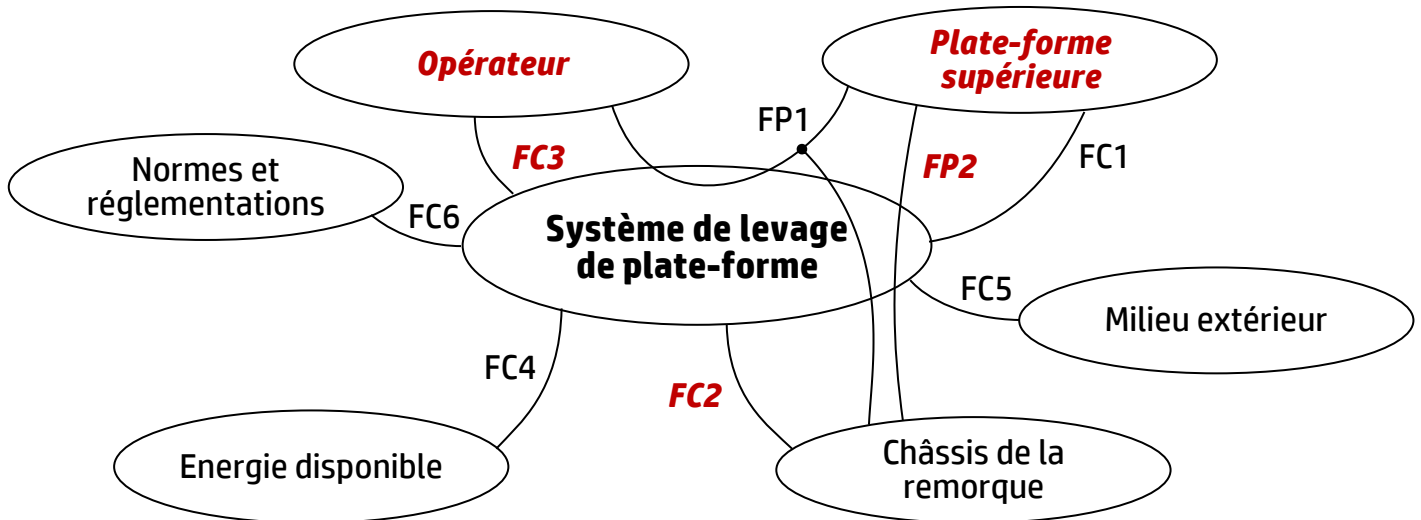 Opérateur
Plate-forme
supérieure
FP1
FC3
FP2
FC1
Normes et
réglementations
FC6
Système de levage
de plate-forme
FC5
Milieu extérieur
FC4
FC2
Energie disponible
Châssis de la
remorque